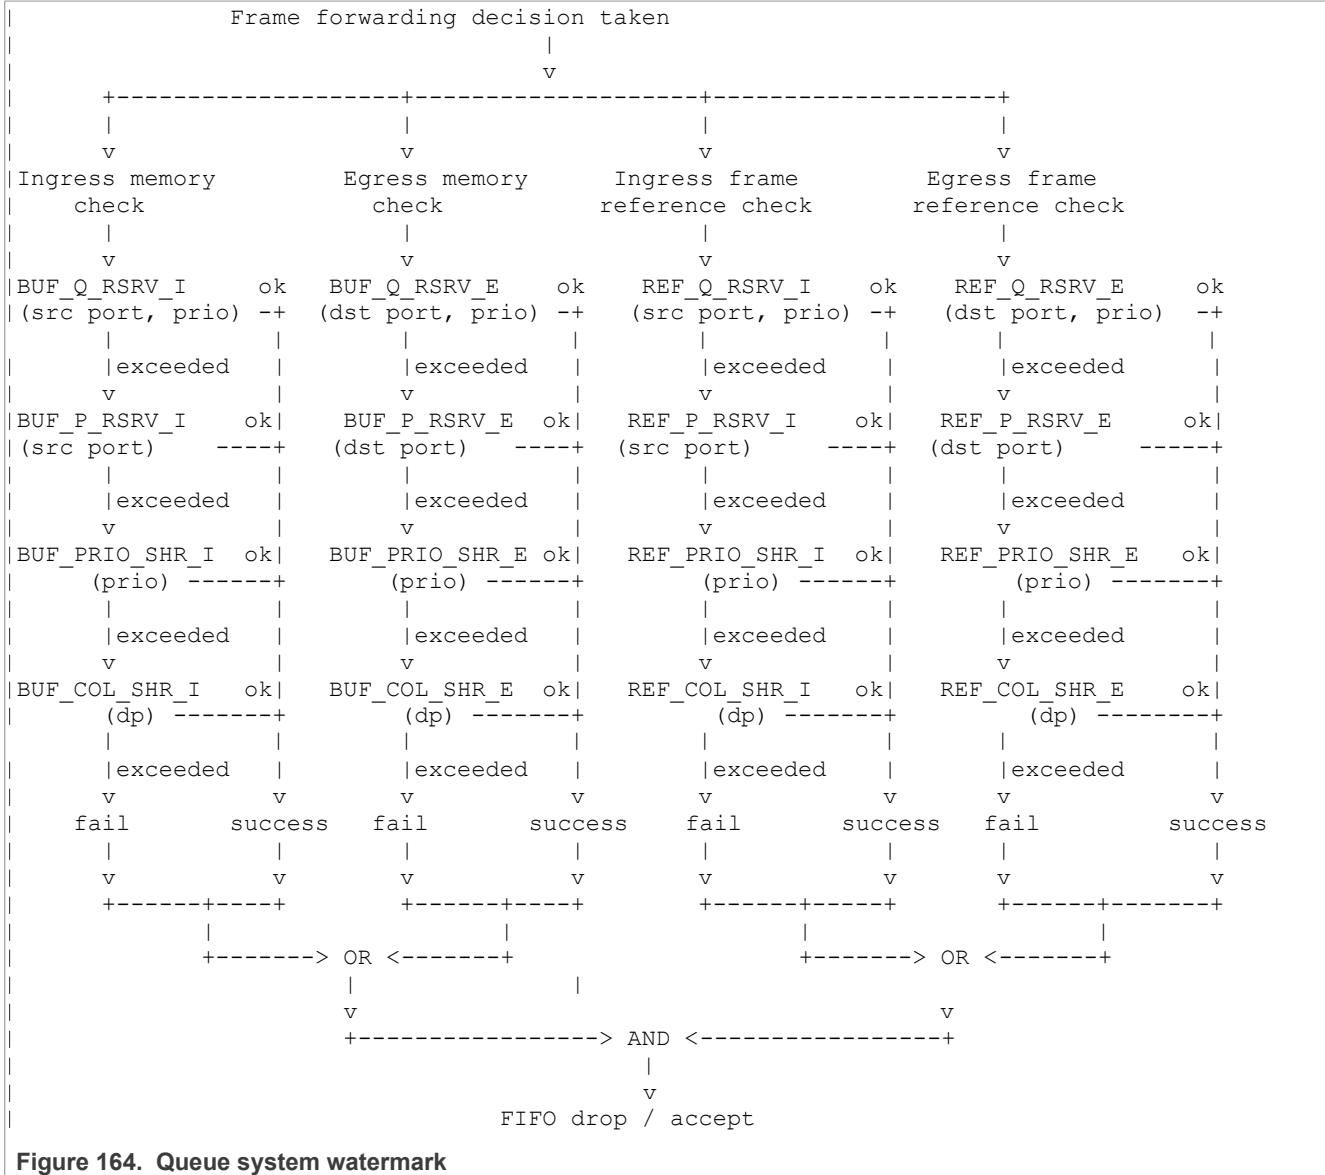 |             Frame forwarding decision taken
|                                   |
|                                   v
|      +--------------------+--------------------+--------------------+
|      |                    |                    |                    |
|      v                    v                    v                    v
|Ingress memory         Egress memory      Ingress frame         Egress frame
|    check                check           reference check       reference check
|      |                    |                    |                    |
|      v                    v                    v                    v
|BUF_Q_RSRV_I   ok   BUF_Q_RSRV_E    ok    REF_Q_RSRV_I    ok    REF_Q_RSRV_E     ok
|(src port, prio) -+  (dst port, prio) -+   (src port, prio) -+   (dst port, prio)  -+
|      |           |        |           |        |            |        |              |
|      |exceeded   |        |exceeded   |        |exceeded    |        |exceeded      |
|      v           |        v           |        v            |        v              |
|BUF_P_RSRV_I    ok|    BUF_P_RSRV_E  ok|   REF_P_RSRV_I    ok|   REF_P_RSRV_E     ok|
|(src port)    ----+   (dst port)   ----+   (src port)    ----+  (dst port)     -----+
|      |           |        |           |        |            |        |              |
|      |exceeded   |        |exceeded   |        |exceeded    |        |exceeded      |
|      v           |        v           |        v            |        v              |
|BUF_PRIO_SHR_I  ok|   BUF_PRIO_SHR_E ok|   REF_PRIO_SHR_I  ok|   REF_PRIO_SHR_E   ok|
|     (prio) ------+       (prio) ------+        (prio) ------+        (prio) -------+
|      |           |        |           |        |            |        |              |
|      |exceeded   |        |exceeded   |        |exceeded    |        |exceeded      |
|      v           |        v           |        v            |        v              |
|BUF_COL_SHR_I   ok|   BUF_COL_SHR_E  ok|   REF_COL_SHR_I   ok|   REF_COL_SHR_E    ok|
|      (dp) -------+        (dp) -------+         (dp) -------+         (dp) --------+
|      |           |        |           |        |            |        |              |
|      |exceeded   |        |exceeded   |        |exceeded    |        |exceeded      |
|      v           v        v           v        v            v        v              v
|    fail       success   fail       success    fail       success   fail         success
|      |           |        |           |        |            |        |              |
|      v           v        v           v        v            v        v              v
|      +------+----+        +------+----+        +------+-----+        +------+-------+
|             |                    |                    |                    |
|             +-------> OR <-------+                    +-------> OR <-------+
|                       |               |
|                       v                                         v
|                       +-----------------> AND <-----------------+
|                                            |
|                                            v
|                                  FIFO drop / accept
Figure 164. Queue system watermark